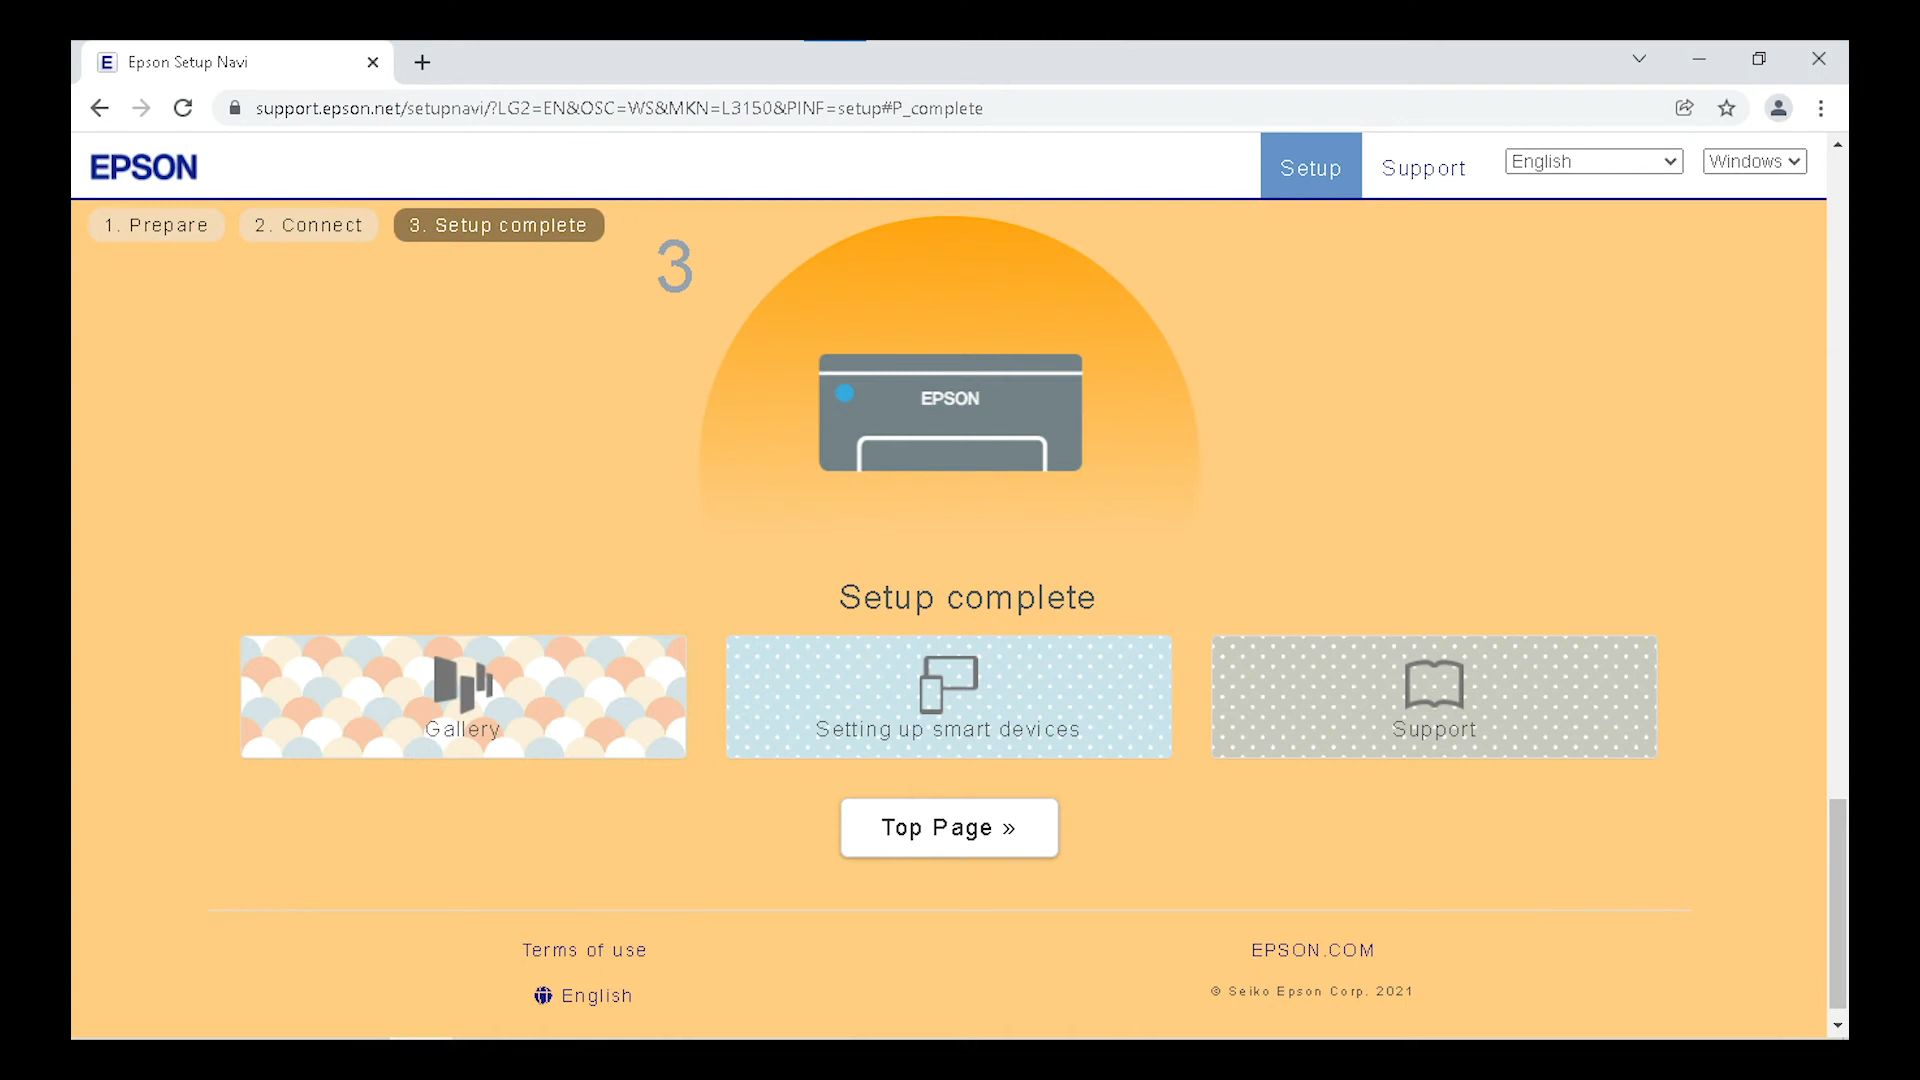 E Epson Setup Navi
support.epson.net/setupnavi/?LG2=EN&OSC=WS&MKN=L3150&PINF=setup#P_complete
EPSON Setup Support English Windows
1. Prepare 2. Connect 3. Setup complete
3
EPSON
Setup complete
Gallery Setting up smart devices Support
Top Page »
Terms of use EPSON.COM
English © Seiko Epson Corp. 2021